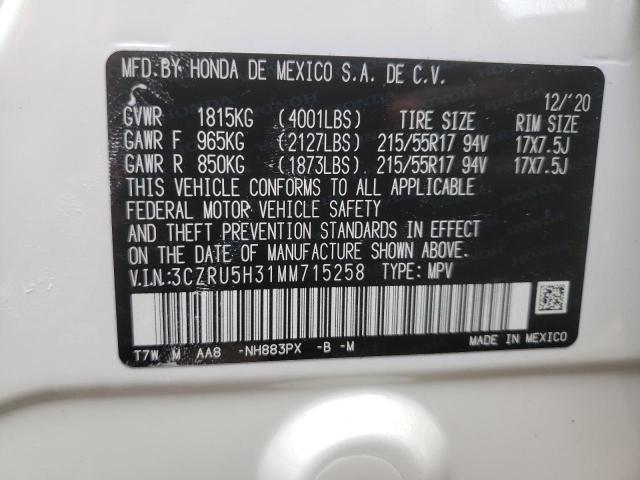 MFD.BY HONDA DE MEXICO S.A. DE C.V.
12/'20
GVWR 1815KG (4001LBS) TIRE SIZE RIM SIZE
GAWR F 965KG (2127LBS) 215/55R17 94V 17X7.5J
GAWR R 850KG (1873LBS) 215/55R17 94V 17X7.5J
THIS VEHICLE CONFORMS TO ALL APPLICABLE
FEDERAL MOTOR VEHICLE SAFETY
AND THEFT PREVENTION STANDARDS IN EFFECT
ON THE DATE OF MANUFACTURE SHOWN ABOVE.
V.I.N.:3CZRU5H31MM715258 TYPE: MPV
T7W M AA8 -NH883PX -B -M
MADE IN MEXICO